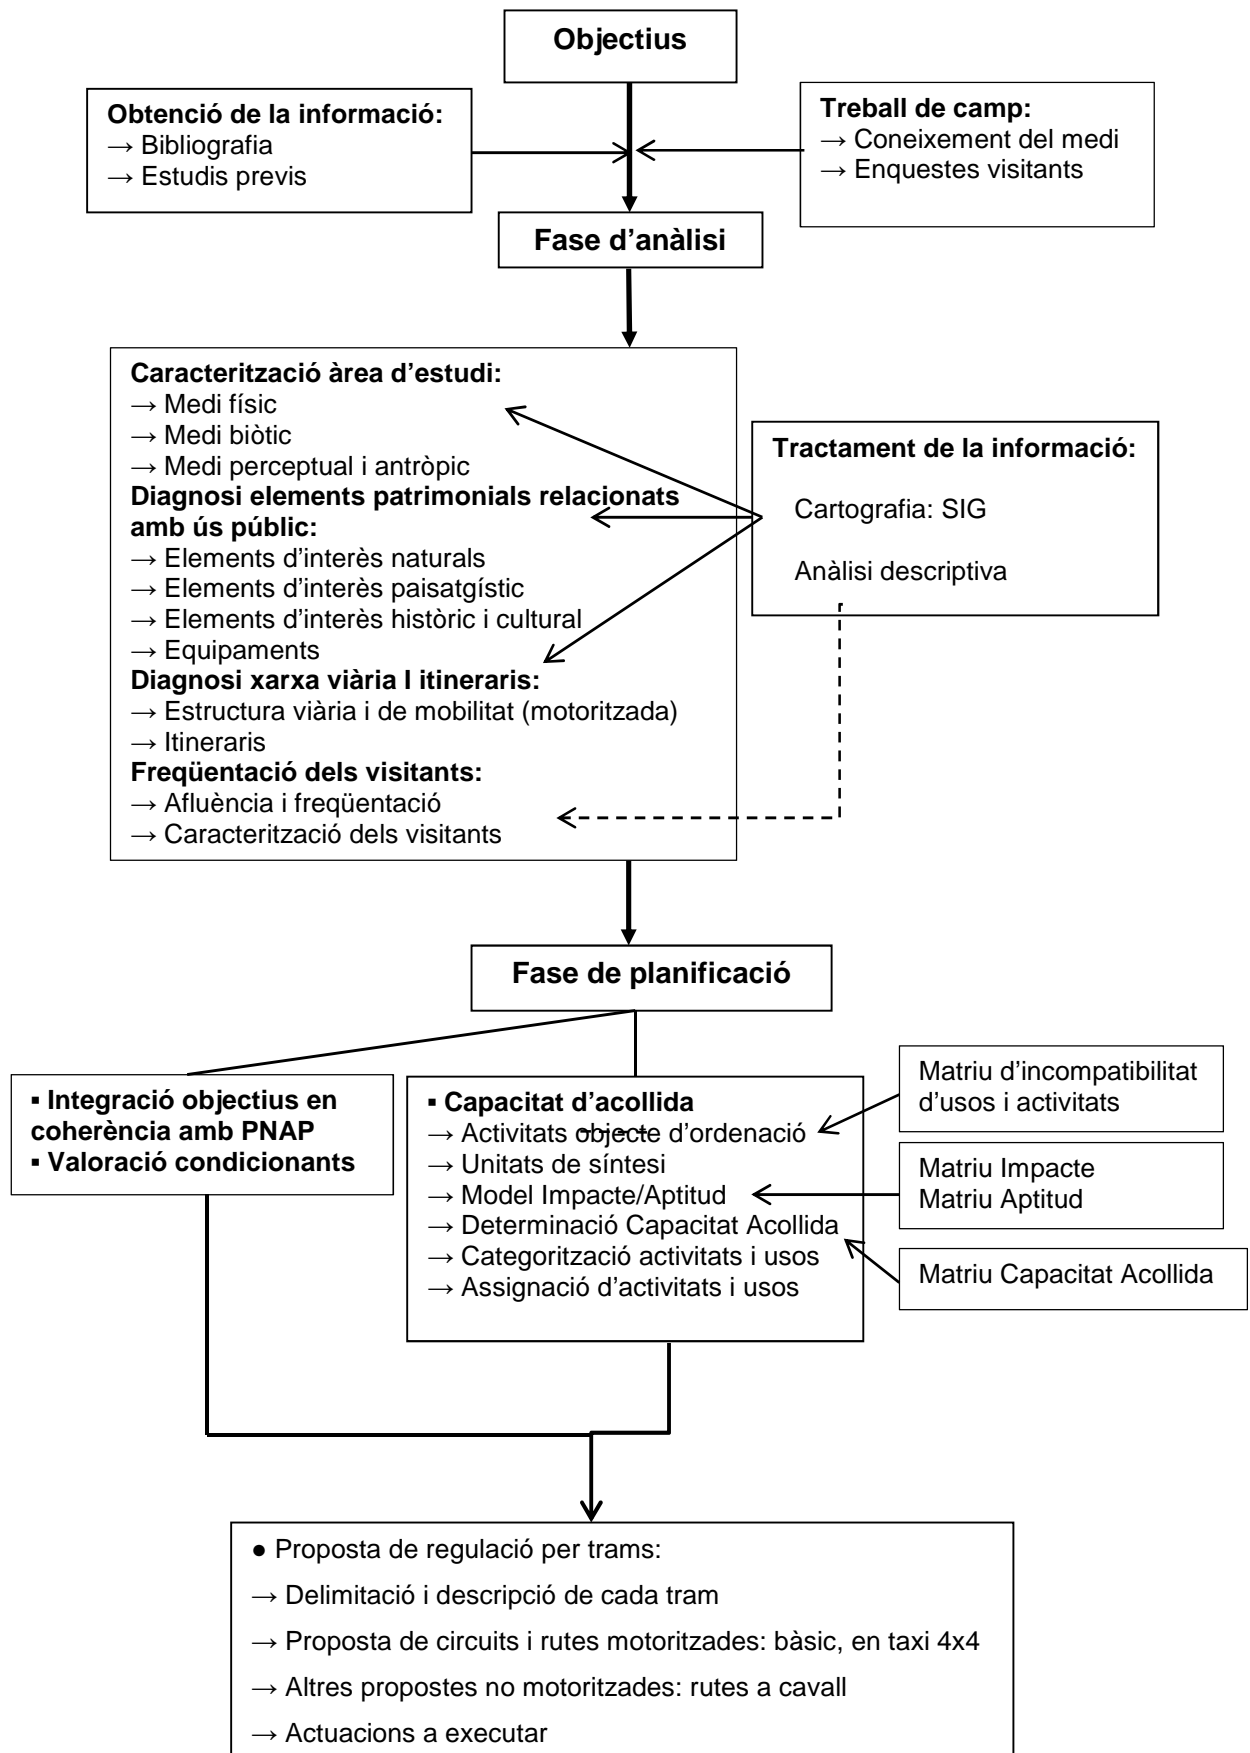 Objectius
Obtenció de la informació:
→ Bibliografia
→ Estudis previs
Treball de camp:
→ Coneixement del medi
→ Enquestes visitants
Fase d’anàlisi
Caracterització àrea d’estudi:
→ Medi físic
→ Medi biòtic
→ Medi perceptual i antròpic
Diagnosi elements patrimonials relacionats
amb ús públic:
→ Elements d’interès naturals
→ Elements d’interès paisatgístic
→ Elements d’interès històric i cultural
→ Equipaments
Diagnosi xarxa viària I itineraris:
→ Estructura viària i de mobilitat (motoritzada)
→ Itineraris
Freqüentació dels visitants:
→ Afluència i freqüentació
→ Caracterització dels visitants
Tractament de la informació:
Cartografia: SIG
Anàlisi descriptiva
Fase de planificació
▪ Integració objectius en
coherència amb PNAP
▪ Valoració condicionants
▪ Capacitat d’acollida
→ Activitats objecte d’ordenació
→ Unitats de síntesi
→ Model Impacte/Aptitud
→ Determinació Capacitat Acollida
→ Categorització activitats i usos
→ Assignació d’activitats i usos
Matriu d’incompatibilitat
d’usos i activitats
Matriu Impacte
Matriu Aptitud
Matriu Capacitat Acollida
● Proposta de regulació per trams:
→ Delimitació i descripció de cada tram
→ Proposta de circuits i rutes motoritzades: bàsic, en taxi 4x4
→ Altres propostes no motoritzades: rutes a cavall
→ Actuacions a executar